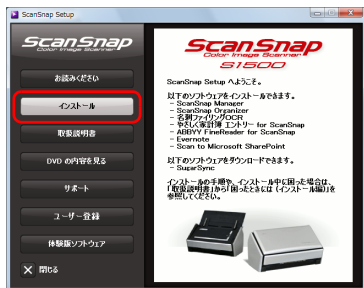 ScanSnap Setup
ScanSnap
Color Image Scanner
お読みください
インストール
取扱説明書
DVD の内容を見る
サポート
ユーザー登録
体験版ソフトウェア
閉じる
ScanSnap
Color Image Scanner
S1500
ScanSnap Setup へようこそ。
以下のソフトウェアをインストールできます。
- ScanSnap Manager
- ScanSnap Organizer
- 名刺ファイリングOCR
- やさしく家計簿 エントリー for ScanSnap
- ABBYY FineReader for ScanSnap
- Evernote
- Scan to Microsoft SharePoint
以下のソフトウェアをダウンロードできます。
- SugarSync
インストールの手順や、インストール中に困った場合は、
「取扱説明書」から「困ったときには（インストール編）」を
参照してください。